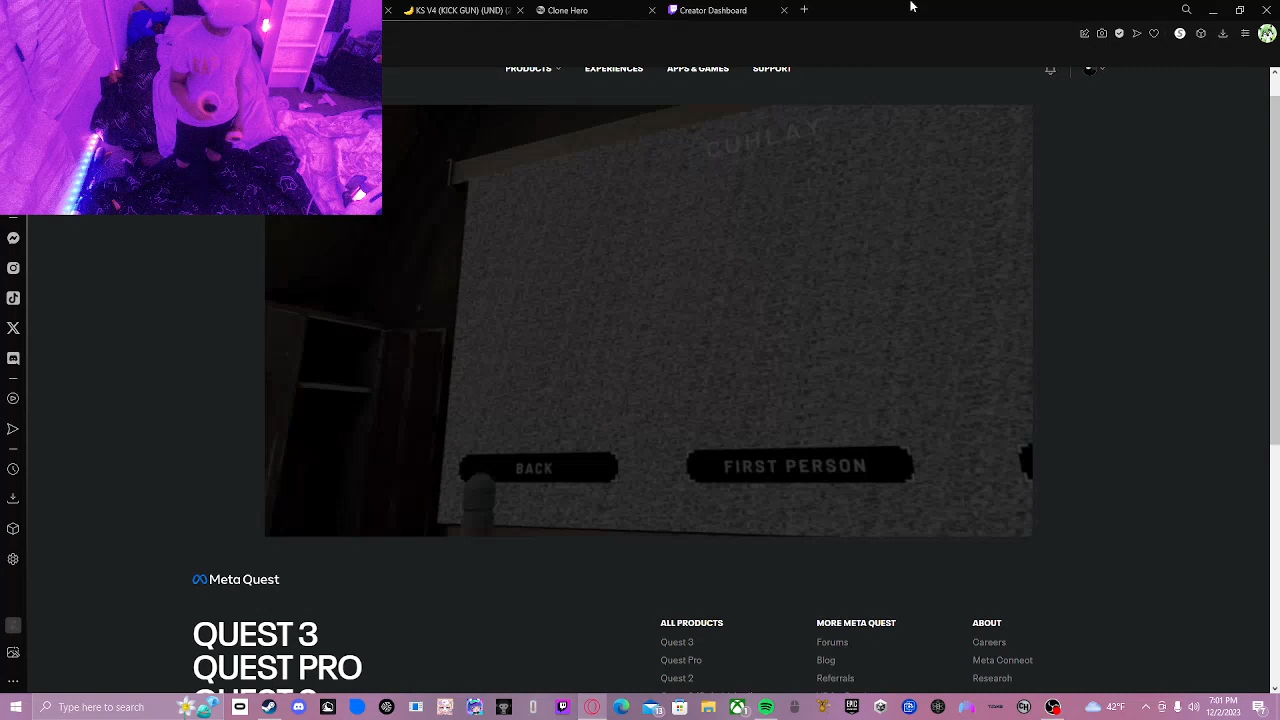 KS V4 (KICK GUN) (UND) (
Clone Hero
Creator Dashboard
PRODUCTS
EXPERIENCES
APPS & GAMES
SUPPORT
CUHLAY
BACK
FIRST PERSON
Meta Quest
QUEST 3
QUEST PRO
ALL PRODUCTS
Quest 3
Quest Pro
Quest 2
MORE META QUEST
Forums
Blog
Referrals
ABOUT
Careers
Meta Connect
Research
Type here to search
7:01 PM
12/2/2023